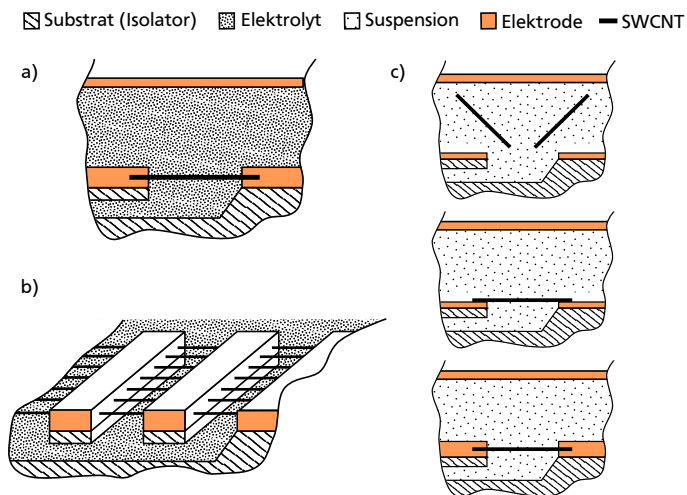 Substrat (Isolator) Elektrolyt Suspension Elektrode SWCNT
a)
c)
b)